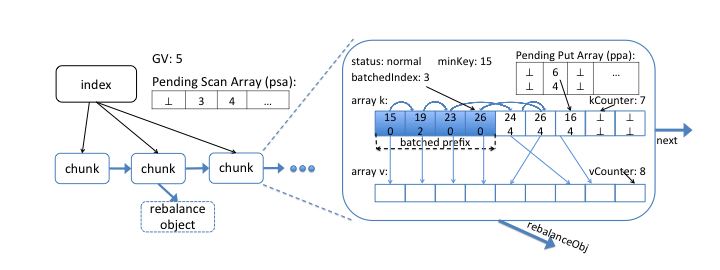 GV: 5
index
Pending Scan Array (psa):
⊥ 3 4 ...
chunk chunk chunk
rebalance
object
status: normal minKey: 15
batchedIndex: 3
Pending Put Array (ppa):
⊥ 6 ⊥ ...
⊥ 4 ⊥
array k: kCounter: 7
15 19 23 26 24 26 16 ⊥ ⊥
0 2 0 0 4 4 4 ⊥ ⊥
batched prefix
next
array v: vCounter: 8
rebalanceObj